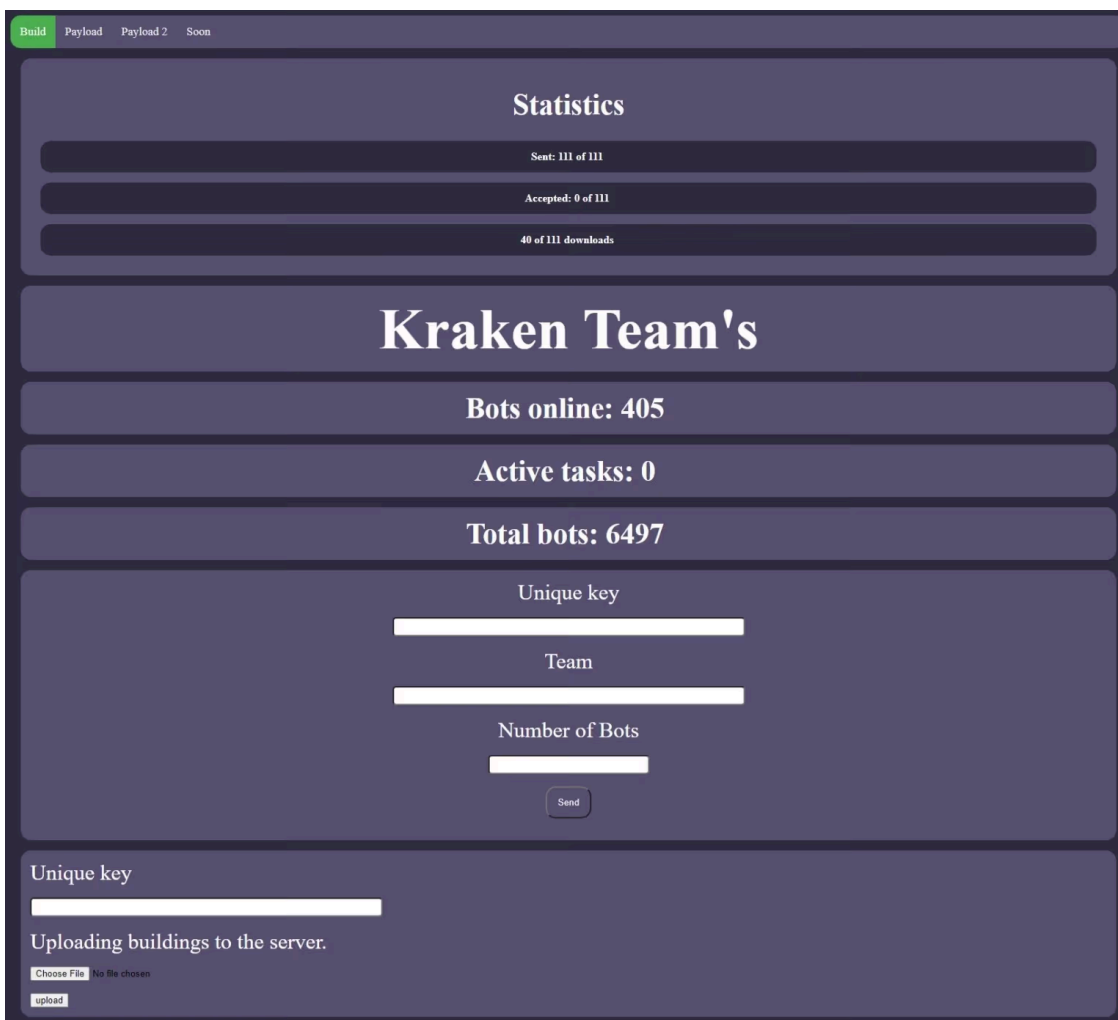 Build Payload Payload 2 Soon
Statistics
Sent: 111 of 111
Accepted: 0 of 111
40 of 111 downloads
Kraken Team's
Bots online: 405
Active tasks: 0
Total bots: 6497
Unique key
Team
Number of Bots
Send
Unique key
Uploading buildings to the server.
Choose File No file chosen
upload